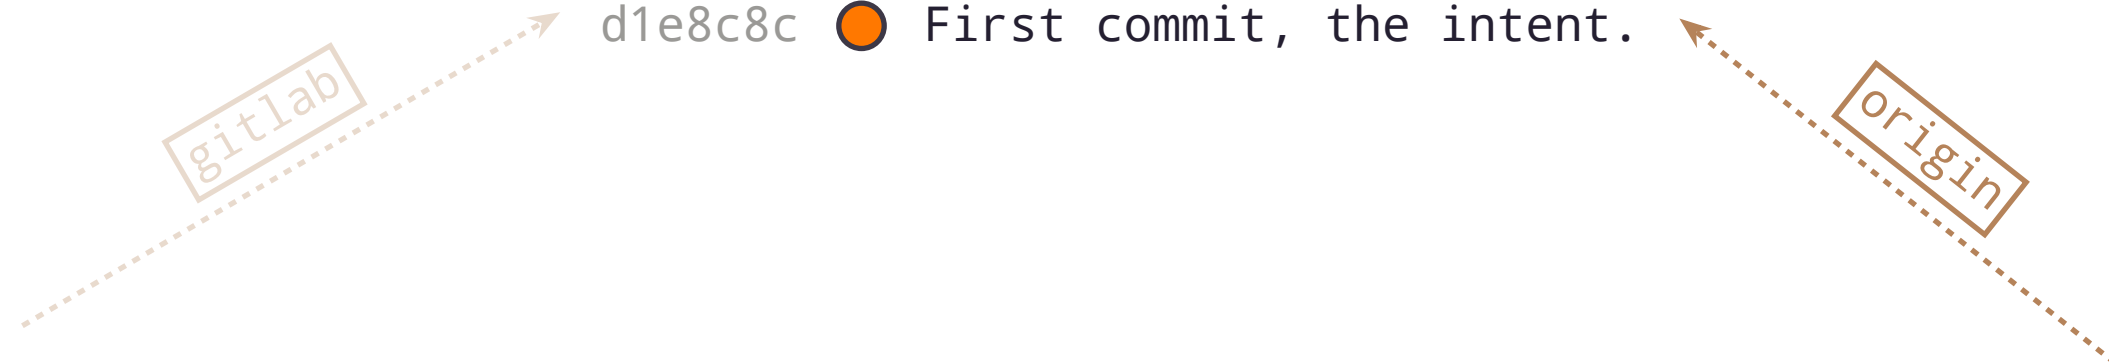 d1e8c8c First commit, the intent.
gitlab
origin